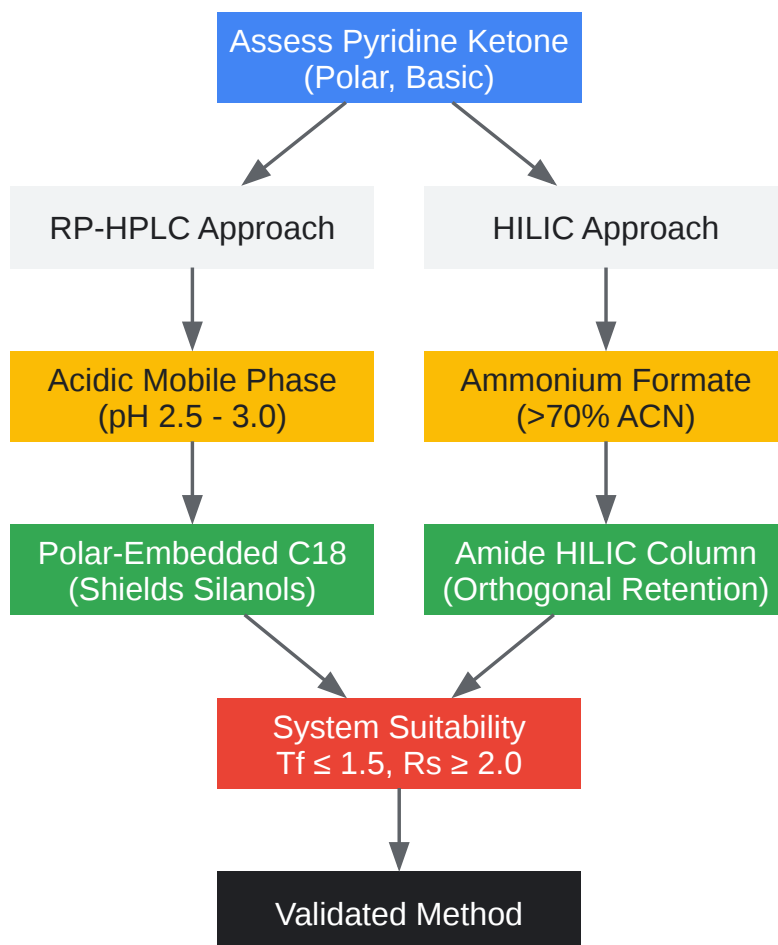 Assess Pyridine Ketone
(Polar, Basic)
RP-HPLC Approach
HILIC Approach
Acidic Mobile Phase
(pH 2.5 - 3.0)
Ammonium Formate
(>70% ACN)
Polar-Embedded C18
(Shields Silanols)
Amide HILIC Column
(Orthogonal Retention)
System Suitability
Tf ≤ 1.5, Rs ≥ 2.0
Validated Method